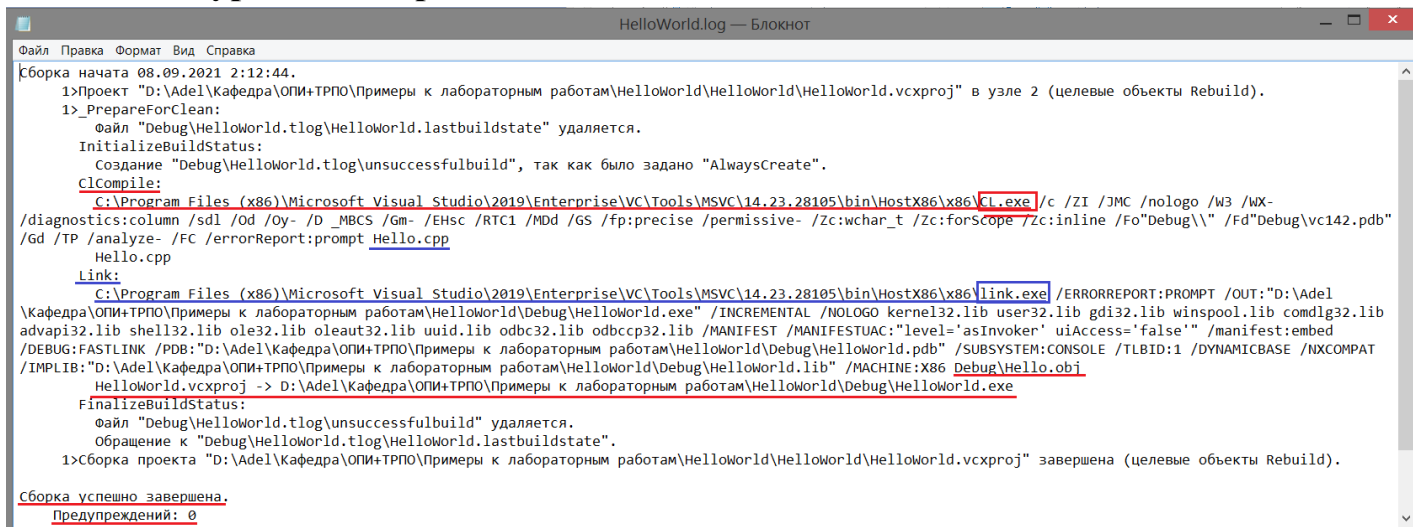 HelloWorld.log — Блокнот
Файл Правка Формат Вид Справка
Сборка начата 08.09.2021 2:12:44.
1>Проект "D:\Adel\Кафедра\ОПИ+ТРПО\Примеры к лабораторным работам\HelloWorld\HelloWorld\HelloWorld.vcxproj" в узле 2 (целевые объекты Rebuild).
1>_PrepareForClean:
Файл "Debug\HelloWorld.tlog\HelloWorld.lastbuildstate" удаляется.
InitializeBuildStatus:
Создание "Debug\HelloWorld.tlog\unsuccessfulbuild", так как было задано "AlwaysCreate".
ClCompile:
C:\Program Files (x86)\Microsoft Visual Studio\2019\Enterprise\VC\Tools\MSVC\14.23.28105\bin\HostX86\x86\CL.exe /c /ZI /JMC /nologo /W3 /WX-
/diagnostics:column /sdl /Od /Oy- /D _MBCS /Gm- /EHsc /RTC1 /MDd /GS /fp:precise /permissive- /Zc:wchar_t /Zc:forScope /Zc:inline /Fo"Debug\\" /Fd"Debug\vc142.pdb"
/Gd /TP /analyze- /FC /errorReport:prompt Hello.cpp
Hello.cpp
Link:
C:\Program Files (x86)\Microsoft Visual Studio\2019\Enterprise\VC\Tools\MSVC\14.23.28105\bin\HostX86\x86\link.exe /ERRORREPORT:PROMPT /OUT:"D:\Adel
\Кафедра\ОПИ+ТРПО\Примеры к лабораторным работам\HelloWorld\Debug\HelloWorld.exe" /INCREMENTAL /NOLOGO kernel32.lib user32.lib gdi32.lib winspool.lib comdlg32.lib
advapi32.lib shell32.lib ole32.lib oleaut32.lib uuid.lib odbc32.lib odbccp32.lib /MANIFEST /MANIFESTUAC:"level='asInvoker' uiAccess='false'" /manifest:embed
/DEBUG:FASTLINK /PDB:"D:\Adel\Кафедра\ОПИ+ТРПО\Примеры к лабораторным работам\HelloWorld\Debug\HelloWorld.pdb" /SUBSYSTEM:CONSOLE /TLBID:1 /DYNAMICBASE /NXCOMPAT
/IMPLIB:"D:\Adel\Кафедра\ОПИ+ТРПО\Примеры к лабораторным работам\HelloWorld\Debug\HelloWorld.lib" /MACHINE:X86 Debug\Hello.obj
HelloWorld.vcxproj -> D:\Adel\Кафедра\ОПИ+ТРПО\Примеры к лабораторным работам\HelloWorld\Debug\HelloWorld.exe
FinalizeBuildStatus:
Файл "Debug\HelloWorld.tlog\unsuccessfulbuild" удаляется.
Обращение к "Debug\HelloWorld.tlog\HelloWorld.lastbuildstate".
1>Сборка проекта "D:\Adel\Кафедра\ОПИ+ТРПО\Примеры к лабораторным работам\HelloWorld\HelloWorld\HelloWorld.vcxproj" завершена (целевые объекты Rebuild).
Сборка успешно завершена.
Предупреждений: 0